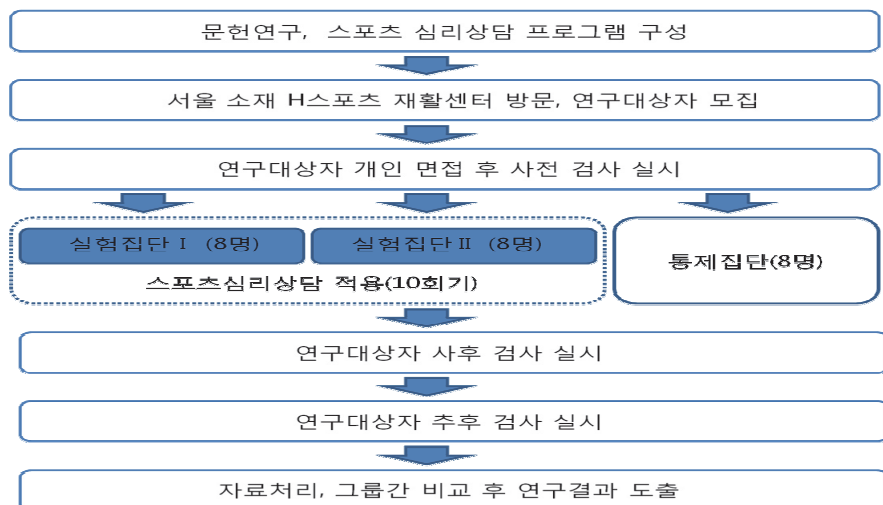 문헌연구, 스포츠 심리상담 프로그램 구성
서울 소재 H스포츠 재활센터 방문, 연구대상자 모집
연구대상자 개인 면접 후 사전 검사 실시
실험집단 I (8명)
실험집단 II (8명)
스포츠심리상담 적용(10회기)
통제집단(8명)
연구대상자 사후 검사 실시
연구대상자 추후 검사 실시
자료처리, 그룹간 비교 후 연구결과 도출